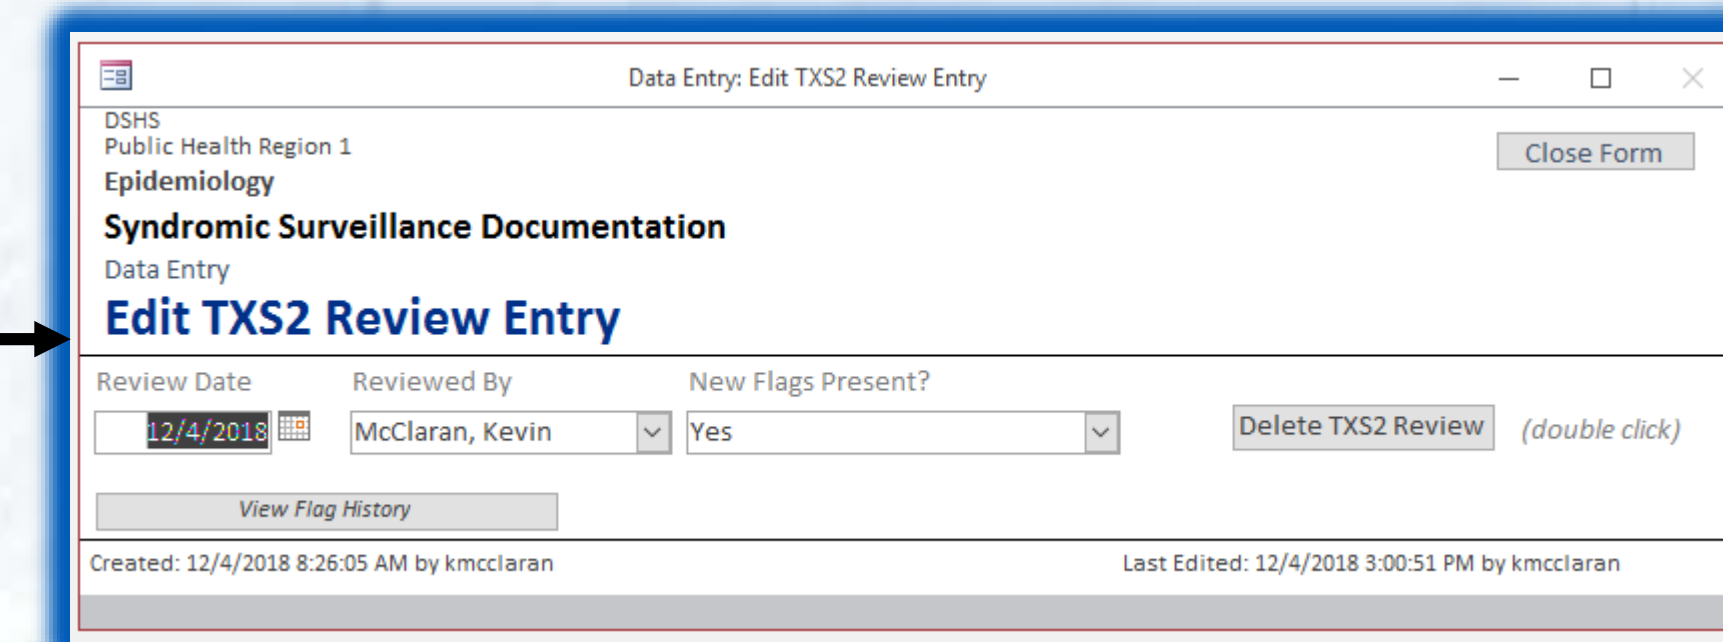 Data Entry: Edit TXS2 Review Entry
DSHS
Public Health Region 1
Close Form
Epidemiology
Syndromic Surveillance Documentation
Data Entry
Edit TXS2 Review Entry
Review Date Reviewed By New Flags Present?
12/4/2018 McClaran, Kevin Yes Delete TXS2 Review (double click)
View Flag History
Created: 12/4/2018 8:26:05 AM by kmcclaran Last Edited: 12/4/2018 3:00:51 PM by kmcclaran